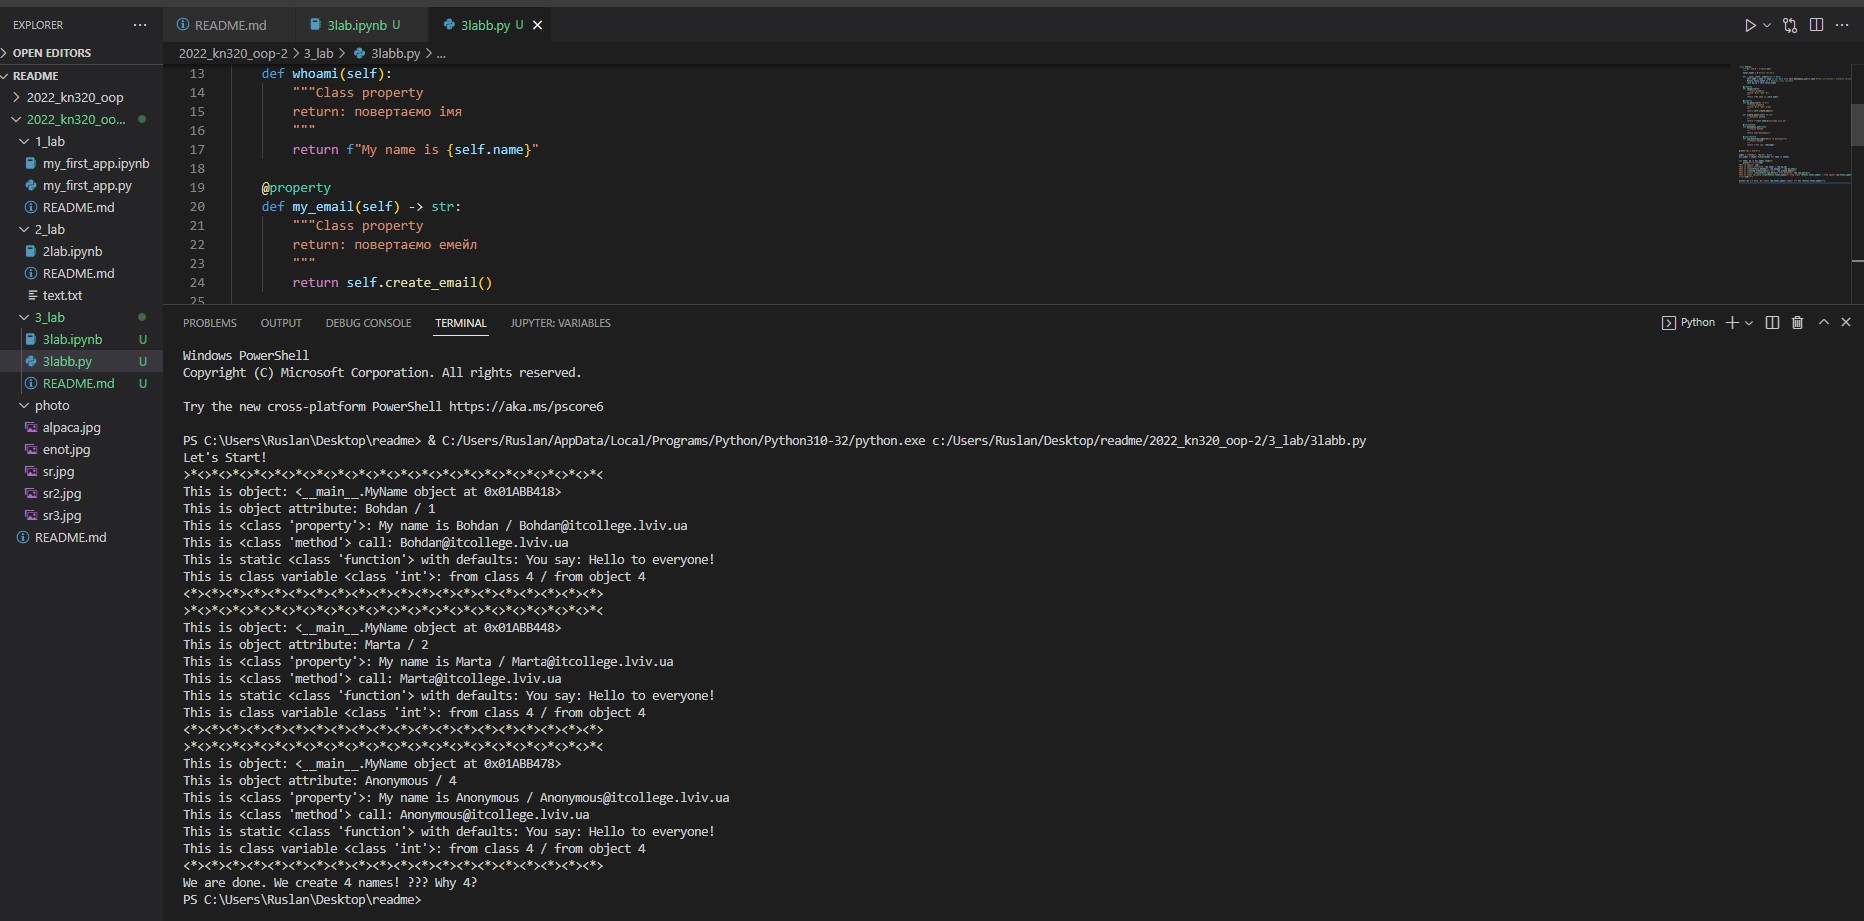 EXPLORER
OPEN EDITORS
README
2022_kn320_oop
2022_kn320_oo...
1_lab
my_first_app.ipynb
my_first_app.py
README.md
2_lab
2lab.ipynb
README.md
text.txt
3_lab
3lab.ipynb U
3labb.py U
README.md U
photo
alpaca.jpg
enot.jpg
sr.jpg
sr2.jpg
sr3.jpg
README.md
README.md 3lab.ipynb U 3labb.py U
2022_kn320_oop-2 > 3_lab > 3labb.py > ...
13 def whoami(self):
14 """Class property
15 return: повертаємо імя
16 """
17 return f"My name is {self.name}"
18
19 @property
20 def my_email(self) -> str:
21 """Class property
22 return: повертаємо емейл
23 """
24 return self.create_email()
25
PROBLEMS OUTPUT DEBUG CONSOLE TERMINAL JUPYTER: VARIABLES Python
Windows PowerShell
Copyright (C) Microsoft Corporation. All rights reserved.
Try the new cross-platform PowerShell https://aka.ms/pscore6
PS C:\Users\Ruslan\Desktop\readme> & C:/Users/Ruslan/AppData/Local/Programs/Python/Python310-32/python.exe c:/Users/Ruslan/Desktop/readme/2022_kn320_oop-2/3_lab/3labb.py
Let's Start!
>*<>*<>*<>*<>*<>*<>*<>*<>*<>*<>*<>*<>*<>*<>*<>*<>*<>*<>*<>*<
This is object: <__main__.MyName object at 0x01ABB418>
This is object attribute: Bohdan / 1
This is <class 'property'>: My name is Bohdan / Bohdan@itcollege.lviv.ua
This is <class 'method'> call: Bohdan@itcollege.lviv.ua
This is static <class 'function'> with defaults: You say: Hello to everyone!
This is class variable <class 'int'>: from class 4 / from object 4
<*><*><*><*><*><*><*><*><*><*><*><*><*><*><*><*><*><*><*><*>
>*<>*<>*<>*<>*<>*<>*<>*<>*<>*<>*<>*<>*<>*<>*<>*<>*<>*<>*<>*<
This is object: <__main__.MyName object at 0x01ABB448>
This is object attribute: Marta / 2
This is <class 'property'>: My name is Marta / Marta@itcollege.lviv.ua
This is <class 'method'> call: Marta@itcollege.lviv.ua
This is static <class 'function'> with defaults: You say: Hello to everyone!
This is class variable <class 'int'>: from class 4 / from object 4
<*><*><*><*><*><*><*><*><*><*><*><*><*><*><*><*><*><*><*><*>
>*<>*<>*<>*<>*<>*<>*<>*<>*<>*<>*<>*<>*<>*<>*<>*<>*<>*<>*<>*<
This is object: <__main__.MyName object at 0x01ABB478>
This is object attribute: Anonymous / 4
This is <class 'property'>: My name is Anonymous / Anonymous@itcollege.lviv.ua
This is <class 'method'> call: Anonymous@itcollege.lviv.ua
This is static <class 'function'> with defaults: You say: Hello to everyone!
This is class variable <class 'int'>: from class 4 / from object 4
<*><*><*><*><*><*><*><*><*><*><*><*><*><*><*><*><*><*><*><*>
We are done. We create 4 names! ??? Why 4?
PS C:\Users\Ruslan\Desktop\readme>